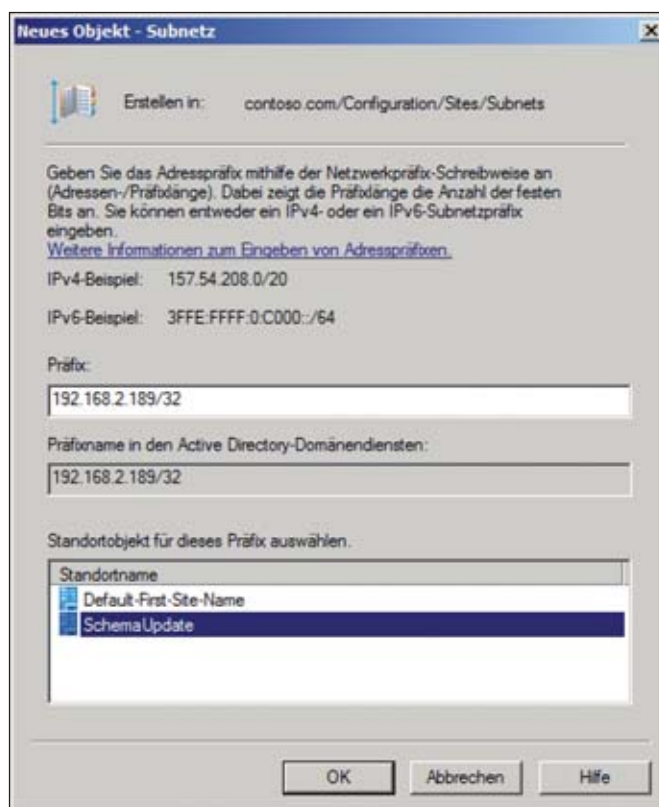 Neues Objekt - Subnetz
Erstellen in: contoso.com/Configuration/Sites/Subnets
Geben Sie das Adresspräfix mithilfe der Netzwerkpräfix-Schreibweise an
(Adressen-/Präfixlänge). Dabei zeigt die Präfixlänge die Anzahl der festen
Bits an. Sie können entweder ein IPv4- oder ein IPv6-Subnetzpräfix
eingeben.
Weitere Informationen zum Eingeben von Adresspräfixen.
IPv4-Beispiel: 157.54.208.0/20
IPv6-Beispiel: 3FFE:FFFF:0:C000::/64
Präfix:
192.168.2.189/32
Präfixname in den Active Directory-Domänendiensten:
192.168.2.189/32
Standortobjekt für dieses Präfix auswählen.
Standortname
Default-First-Site-Name
SchemaUpdate
OK Abbrechen Hilfe